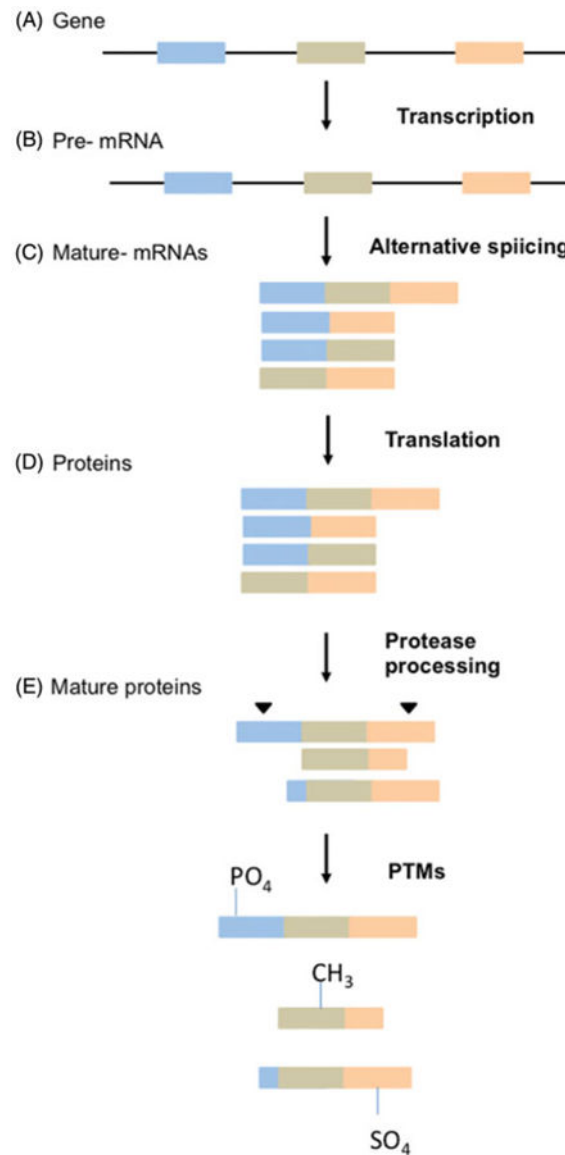 (A) Gene
Transcription
(B) Pre- mRNA
Alternative spiicing
(C) Mature- mRNAs
Translation
(D) Proteins
Protease
processing
(E) Mature proteins
PTMs
PO₄
CH₃
SO₄